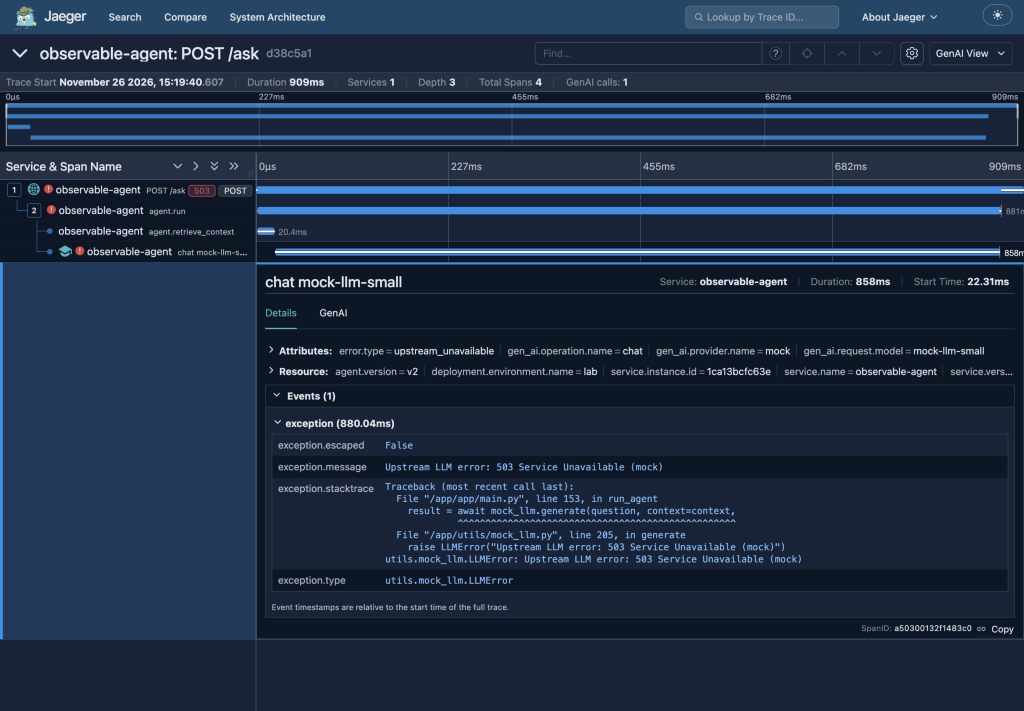 Jaeger Search Compare System Architecture Lookup by Trace ID... About Jaeger
observable-agent: POST /ask d38c5a1 Find... ? GenAI View
Trace Start November 26 2026, 15:19:40.607 Duration 909ms Services 1 Depth 3 Total Spans 4 GenAI calls: 1
0μs 227ms 455ms 682ms 909ms
Service & Span Name 0μs 227ms 455ms 682ms 909ms
1 observable-agent POST /ask 503 POST
2 observable-agent agent.run 881m
observable-agent agent.retrieve_context 20.4ms
observable-agent chat mock-llm-s... 858m
chat mock-llm-small Service: observable-agent Duration: 858ms Start Time: 22.31ms
Details GenAI
Attributes: error.type = upstream_unavailable gen_ai.operation.name = chat gen_ai.provider.name = mock gen_ai.request.model = mock-llm-small
Resource: agent.version = v2 deployment.environment.name = lab service.instance.id = 1ca13bcfc63e service.name = observable-agent service.vers...
Events (1)
exception (880.04ms)
exception.escaped False
exception.message Upstream LLM error: 503 Service Unavailable (mock)
exception.stacktrace Traceback (most recent call last):
File "/app/app/main.py", line 153, in run_agent
result = await mock_llm.generate(question, context=context,
^^^^^^^^^^^^^^^^^^^^^^^^^^^^^^^^^^^^^^^^^^^^^^^^^^
File "/app/utils/mock_llm.py", line 205, in generate
raise LLMError("Upstream LLM error: 503 Service Unavailable (mock)")
utils.mock_llm.LLMError: Upstream LLM error: 503 Service Unavailable (mock)
exception.type utils.mock_llm.LLMError
Event timestamps are relative to the start time of the full trace.
SpanID: a50300132f1483c0 Copy